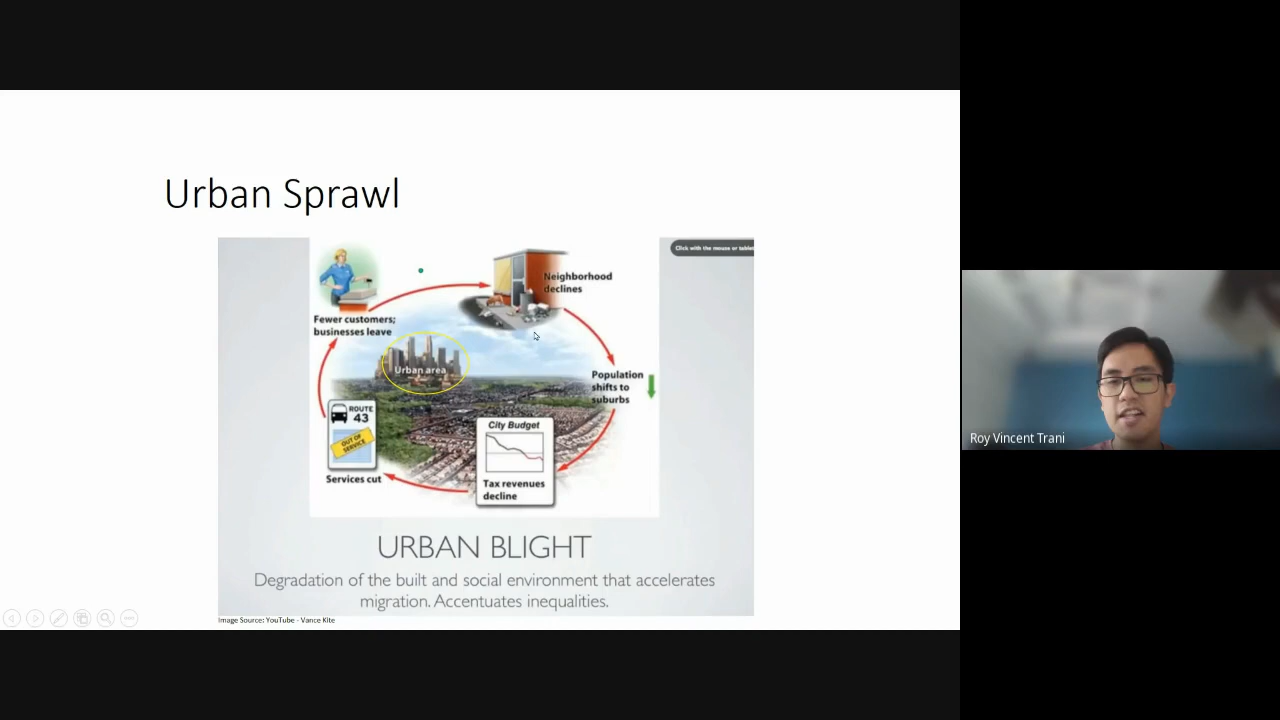 Urban Sprawl
Click with the mouse or tablet
Neighborhood
declines
Fewer customers;
businesses leave
Urban area
Population
shifts to
suburbs
ROUTE
43
OUT OF
SERVICE
City Budget
Services cut
Tax revenues
decline
URBAN BLIGHT
Degradation of the built and social environment that accelerates
migration. Accentuates inequalities.
Image Source: YouTube - Vance Kite
Roy Vincent Trani